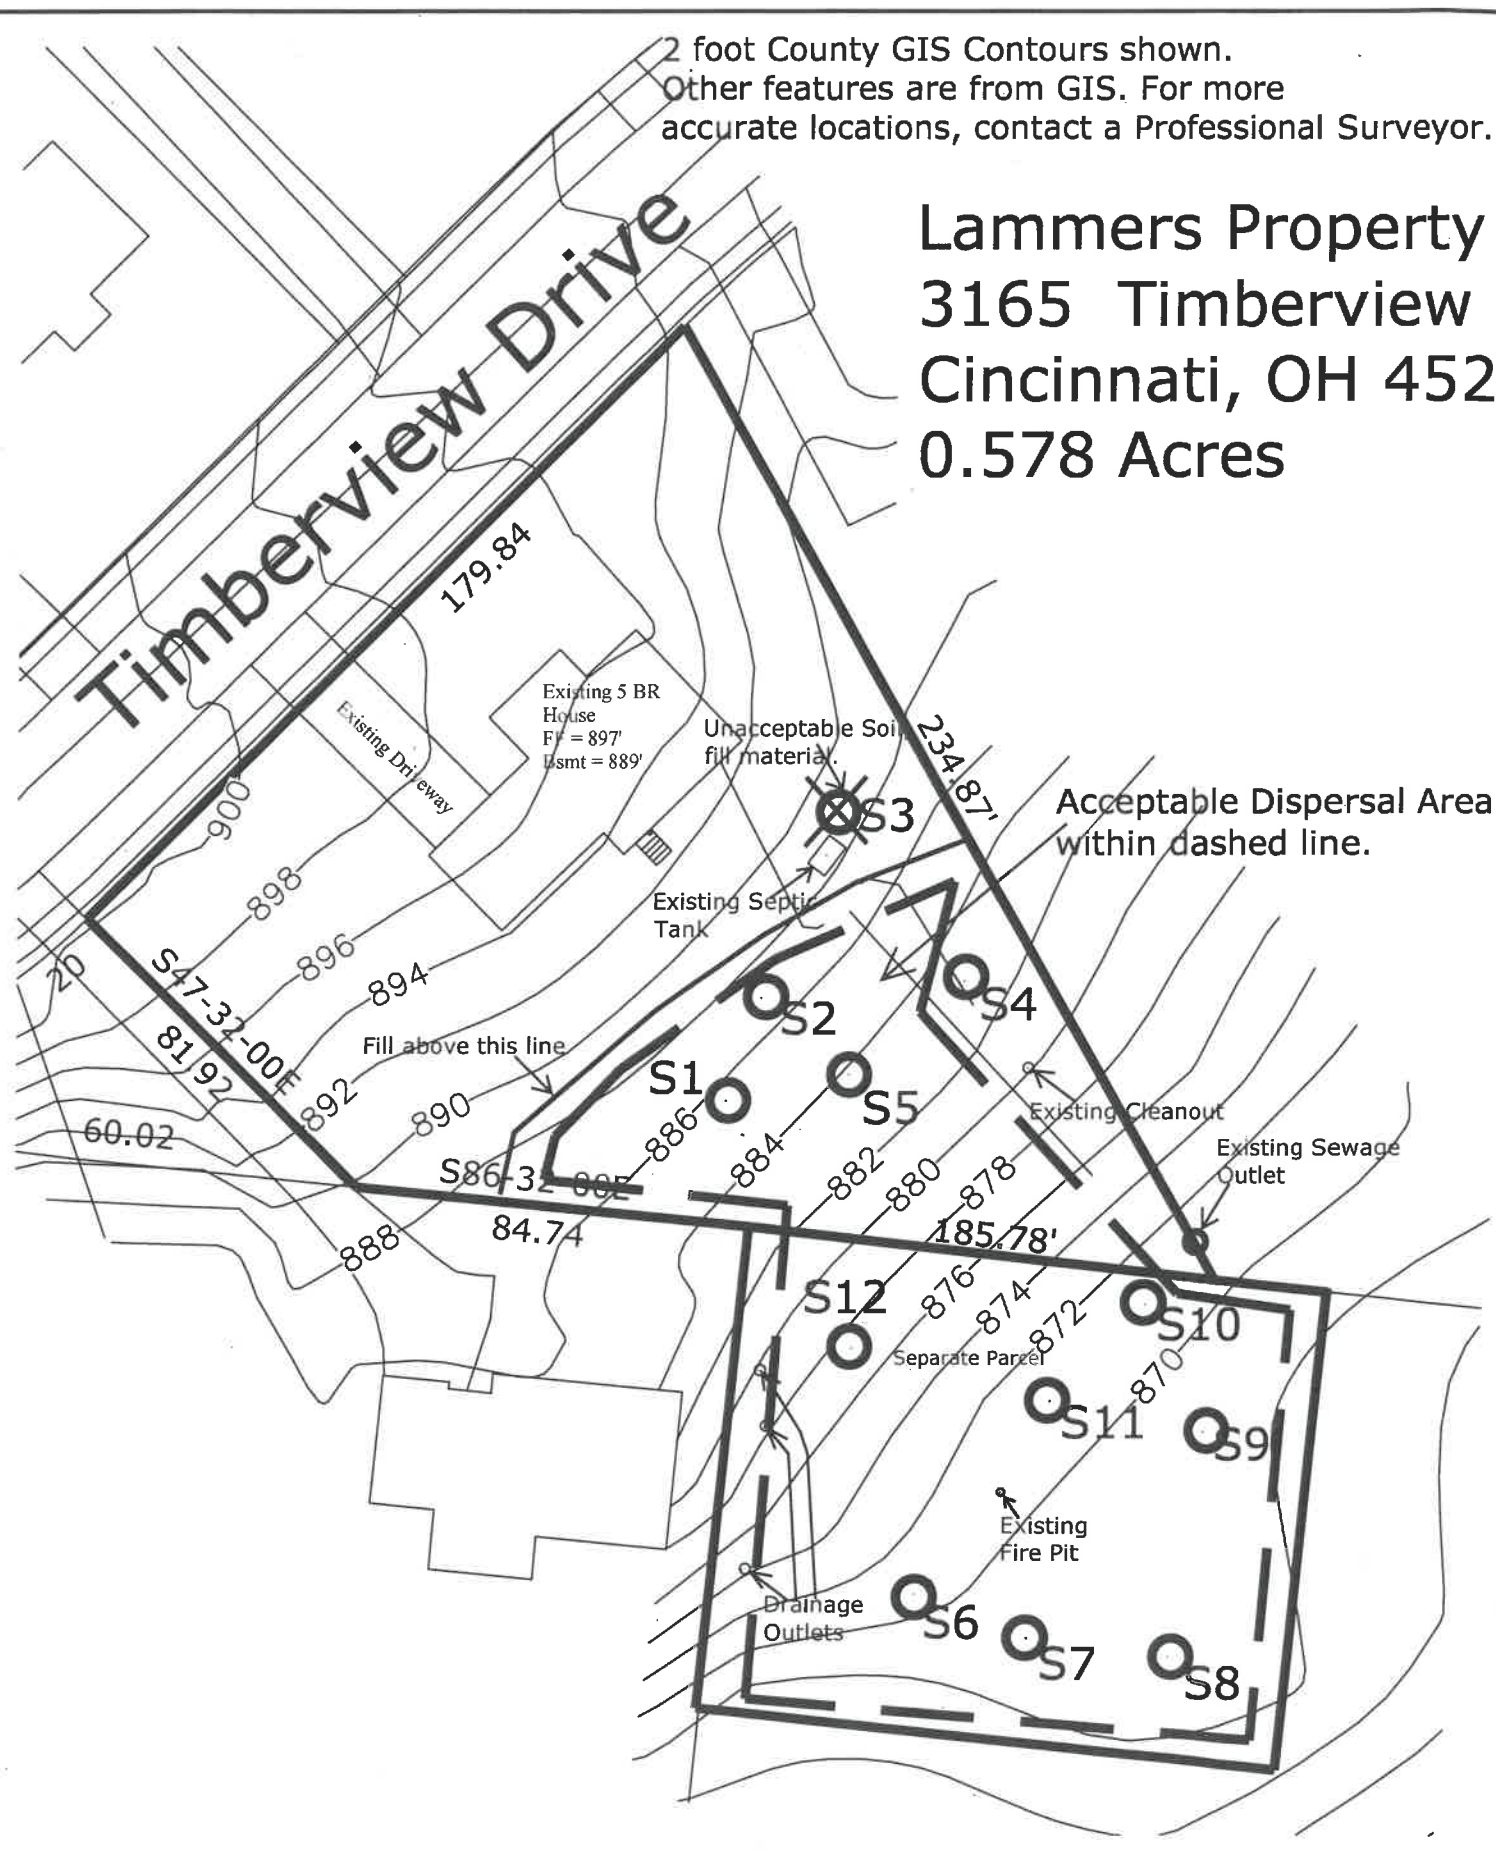 2 foot County GIS Contours shown.
Other features are from GIS. For more
accurate locations, contact a Professional Surveyor.
Lammers Property
3165 Timberview
Cincinnati, OH 452
0.578 Acres
Timberview Drive
179.84
Existing Driveway
Existing 5 BR
House
FF = 897'
Bsmt = 889'
Unacceptable Soil
fill material.
S3
234.87'
Acceptable Dispersal Area
within dashed line.
900
898
896
894
892
890
888
Existing Septic
Tank
20
S47-32-00E
81.92
60.02
Fill above this line
S2
S4
S1
S5
886
884
882
880
878
876
874
872
870
Existing Cleanout
Existing Sewage
Outlet
S86-32-00E
84.74
185.78'
S12
S10
Separate Parcel
S11
S9
Existing
Fire Pit
Drainage
Outlets
S6
S7
S8